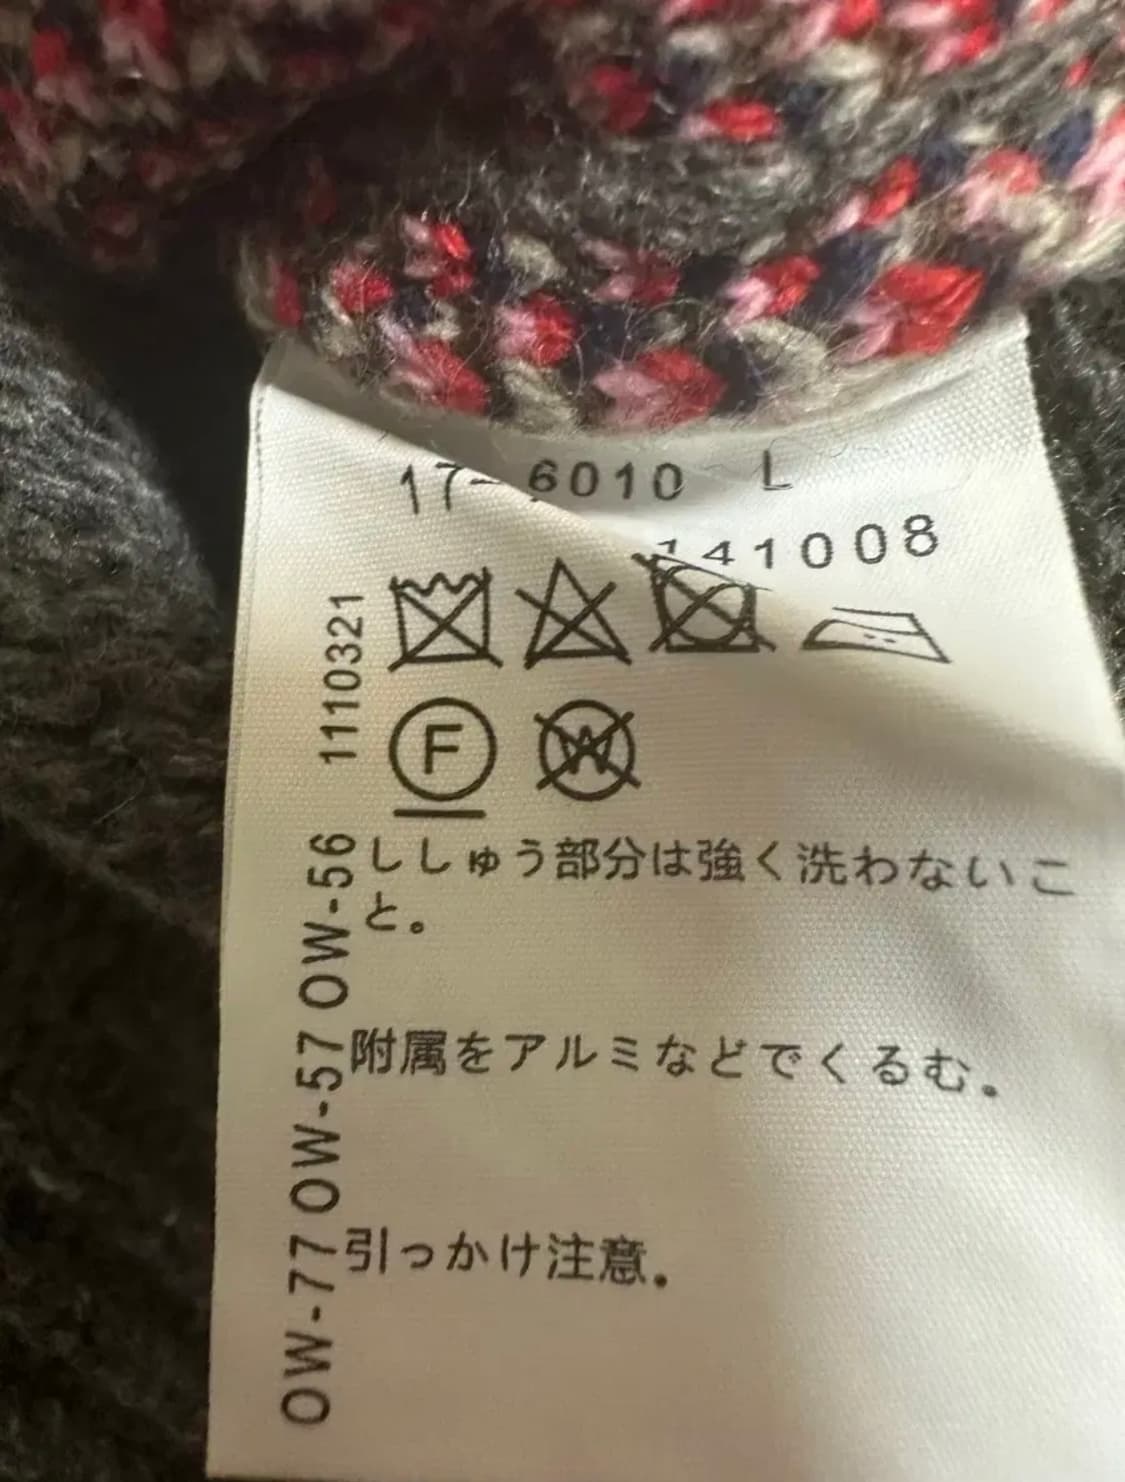 17-6010 L
141008
1110321
F
W
ししゅう部分は強く洗わないこ
と。
附属をアルミなどでくるむ。
引っかけ注意。
OW-77 OW-57 OW-56